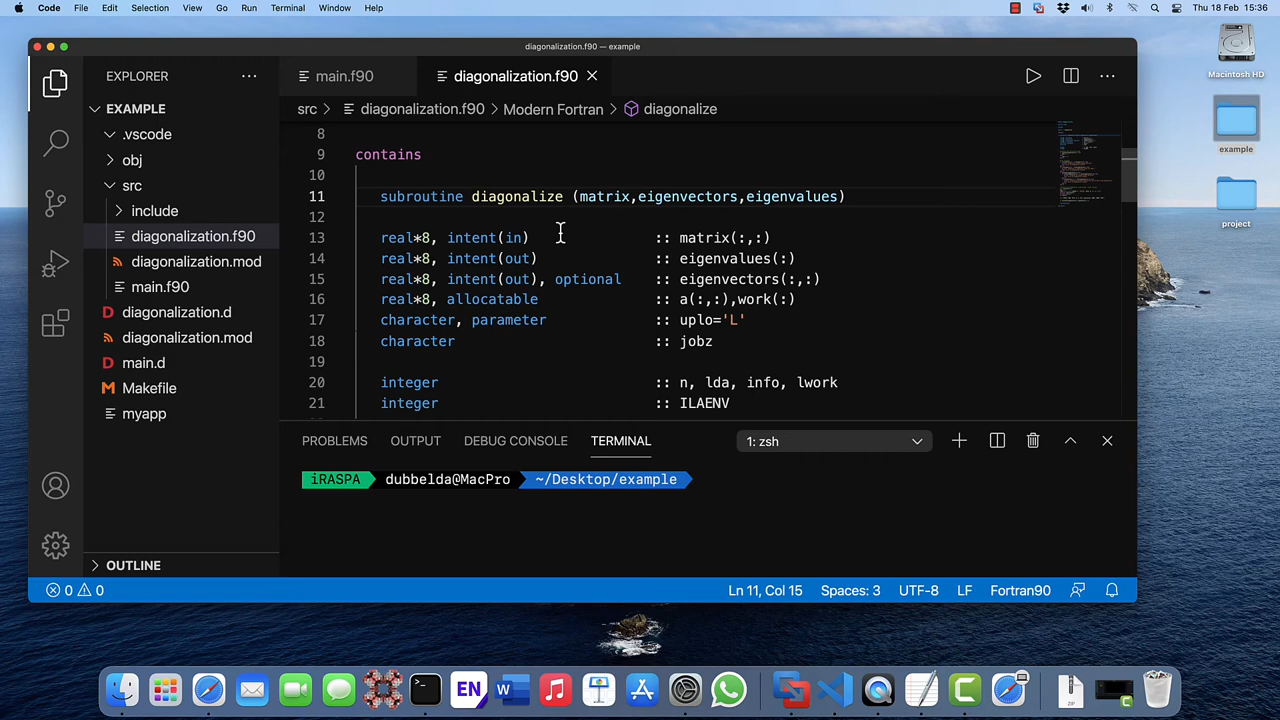 Code File Edit Selection View Go Run Terminal Window Help Thu 18 Feb 15:36
diagonalization.f90 — example
EXPLORER
main.f90
diagonalization.f90
src > diagonalization.f90 > Modern Fortran > diagonalize
EXAMPLE
.vscode
obj
src
include
diagonalization.f90
diagonalization.mod
main.f90
diagonalization.d
diagonalization.mod
main.d
Makefile
myapp
OUTLINE
8
9 contains
10
11 subroutine diagonalize (matrix,eigenvectors,eigenvalues)
12
13 real*8, intent(in) :: matrix(:,:)
14 real*8, intent(out) :: eigenvalues(:)
15 real*8, intent(out), optional :: eigenvectors(:,:)
16 real*8, allocatable :: a(:,:),work(:)
17 character, parameter :: uplo='L'
18 character :: jobz
19
20 integer :: n, lda, info, lwork
21 integer :: ILAENV
PROBLEMS OUTPUT DEBUG CONSOLE TERMINAL 1: zsh
iRASPA dubbelda@MacPro ~/Desktop/example
0 0 Ln 11, Col 15 Spaces: 3 UTF-8 LF Fortran90
Macintosh HD
example
project
EN
ZIP